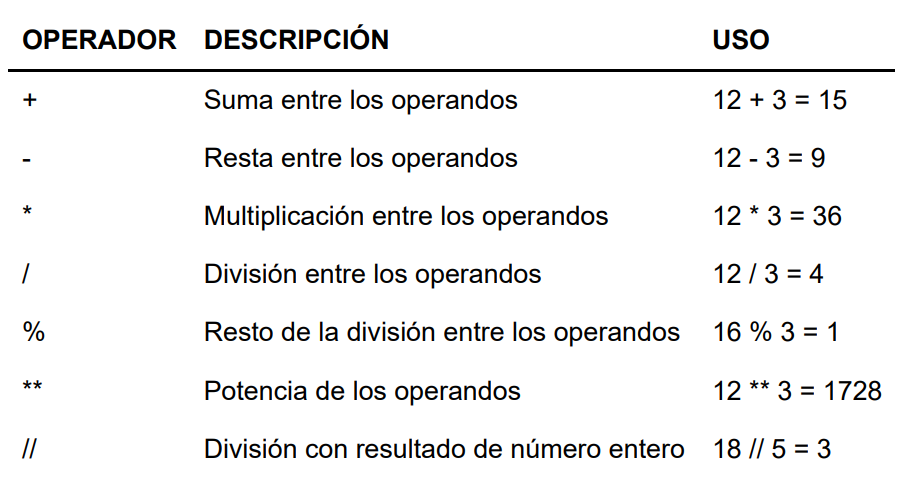 OPERADOR DESCRIPCIÓN USO
+ Suma entre los operandos 12 + 3 = 15
- Resta entre los operandos 12 - 3 = 9
* Multiplicación entre los operandos 12 * 3 = 36
/ División entre los operandos 12 / 3 = 4
% Resto de la división entre los operandos 16 % 3 = 1
** Potencia de los operandos 12 ** 3 = 1728
// División con resultado de número entero 18 // 5 = 3